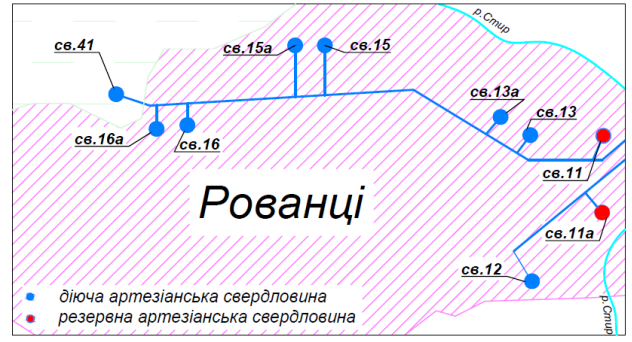 р.Стир
св.41
св.15а
св.15
св.13а
св.13
св.16а
св.16
св.11
Рованці
св.11а
св.12
діюча артезіанська свердловина
резервна артезіанська свердловина
р.Стир